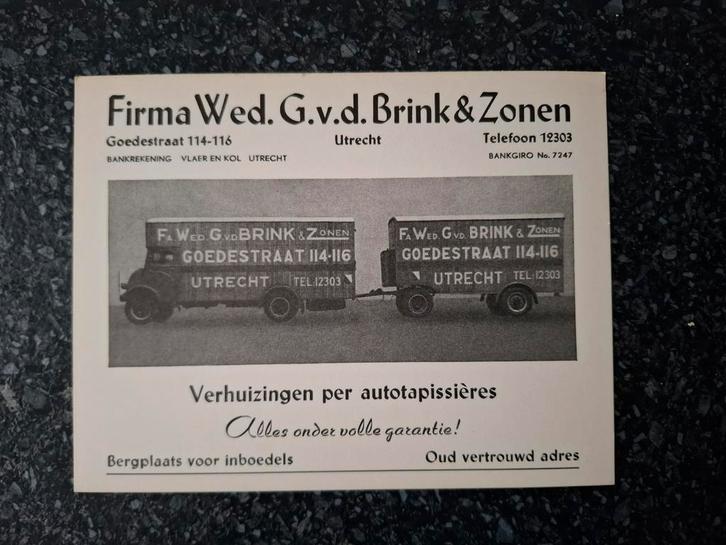 Firma Wed. G.v.d. Brink & Zonen
Goedestraat 114-116 Utrecht Telefoon 12303
BANKREKENING VLAER EN KOL UTRECHT BANKGIRO No. 7247
FA WED. G.V.D. BRINK & ZONEN
GOEDESTRAAT 114-116
UTRECHT TEL. 12303
FA WED. G.V.D. BRINK & ZONEN
GOEDESTRAAT 114-116
UTRECHT TEL. 12303
Verhuizingen per autotapissières
Alles onder volle garantie!
Bergplaats voor inboedels Oud vertrouwd adres